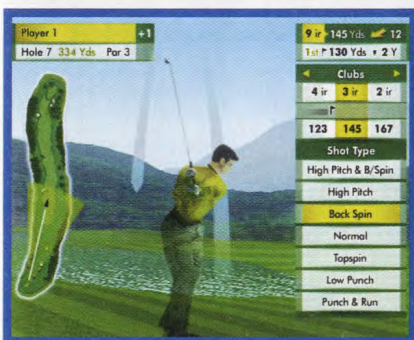 Player 1 +1
Hole 7 334 Yds Par 3
9 ir 145 Yds 12
1st 130 Yds 2 Y
Clubs
4 ir 3 ir 2 ir
123 145 167
Shot Type
High Pitch & B/Spin
High Pitch
Back Spin
Normal
Topspin
Low Punch
Punch & Run